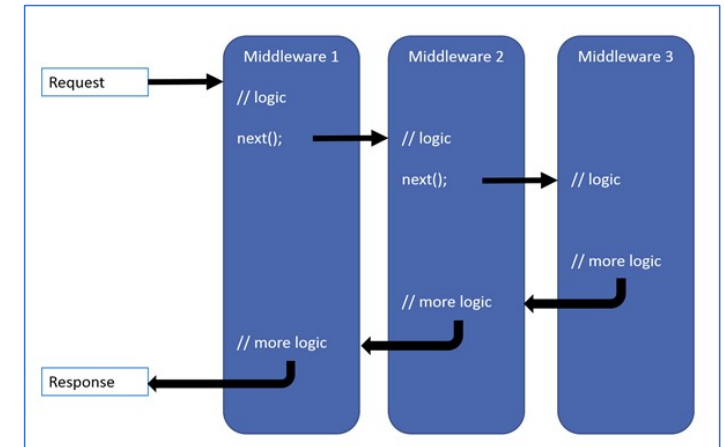 Middleware 1
Middleware 2
Middleware 3
Request
// logic
next();
// logic
next();
// logic
// more logic
// more logic
// more logic
Response